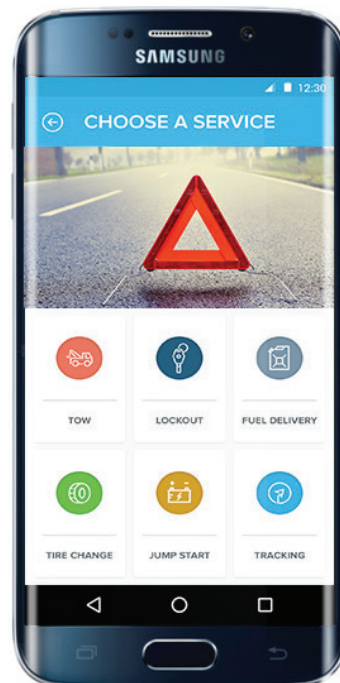 SAMSUNG
12:30
CHOOSE A SERVICE
TOW
LOCKOUT
FUEL DELIVERY
TIRE CHANGE
JUMP START
TRACKING